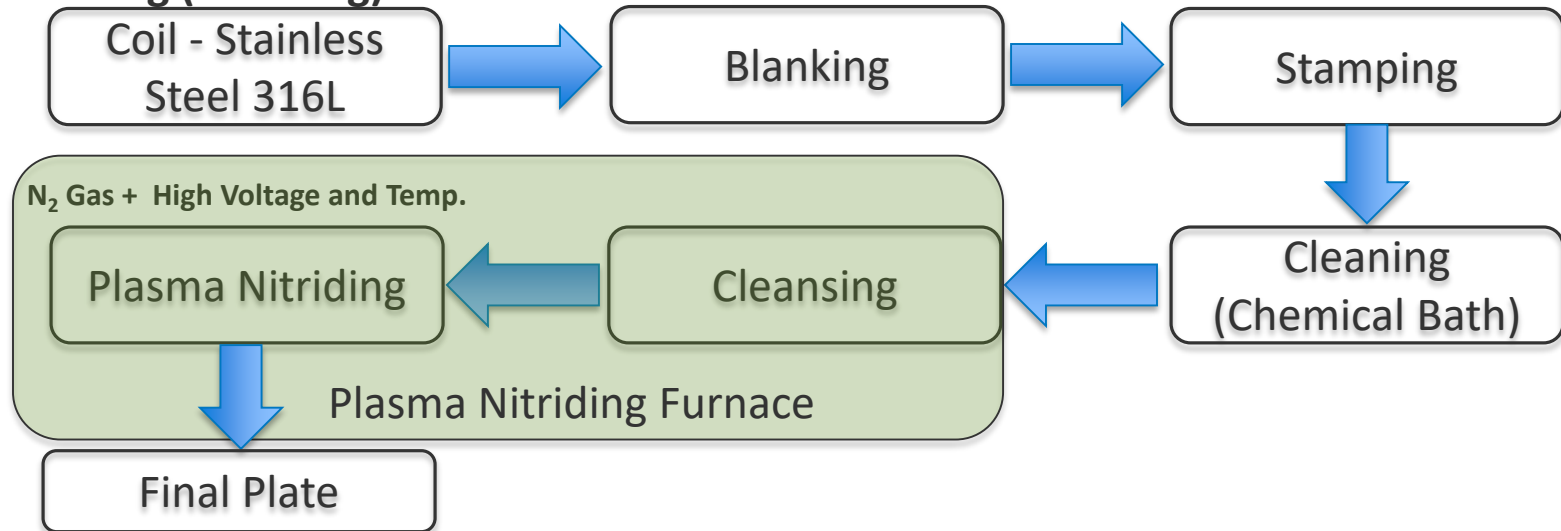 Coil - Stainless
Steel 316L
Blanking
Stamping
Cleaning
(Chemical Bath)
N₂ Gas + High Voltage and Temp.
Cleansing
Plasma Nitriding
Plasma Nitriding Furnace
Final Plate